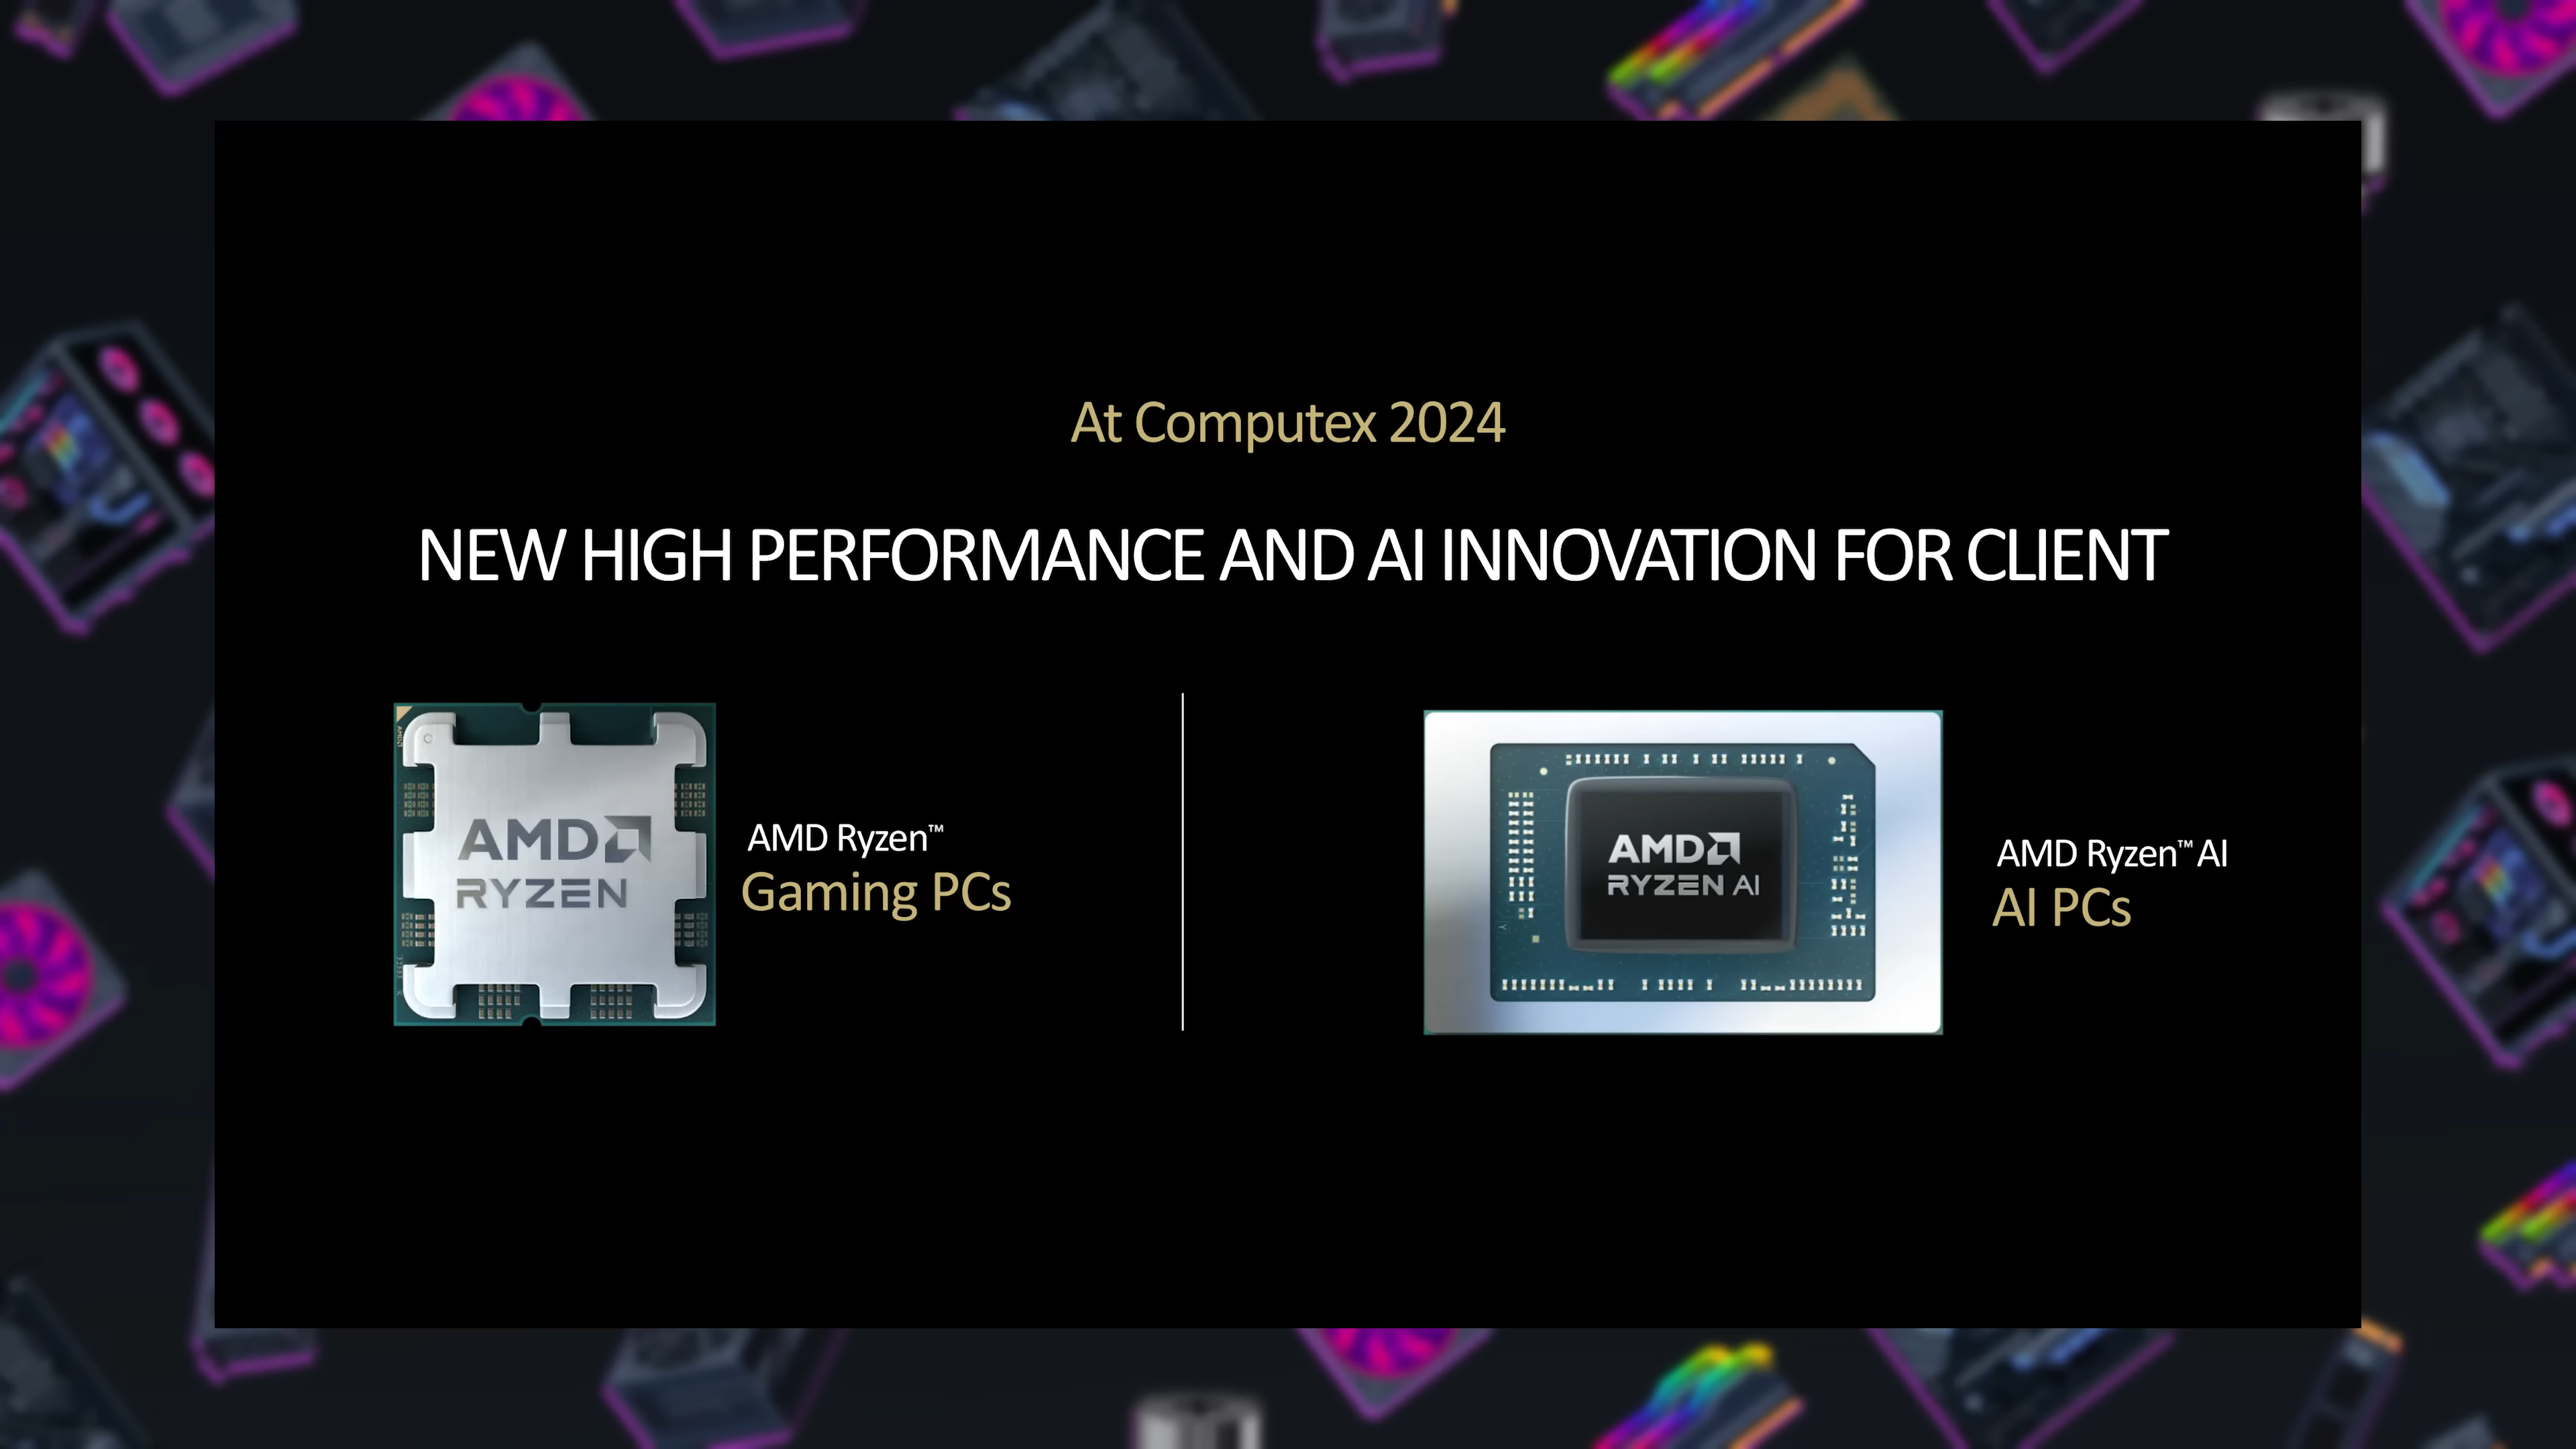 At Computex 2024
NEW HIGH PERFORMANCE AND AI INNOVATION FOR CLIENT
AMD
RYZEN
AMD Ryzen™
Gaming PCs
AMD
RYZEN AI
AMD Ryzen™ AI
AI PCs